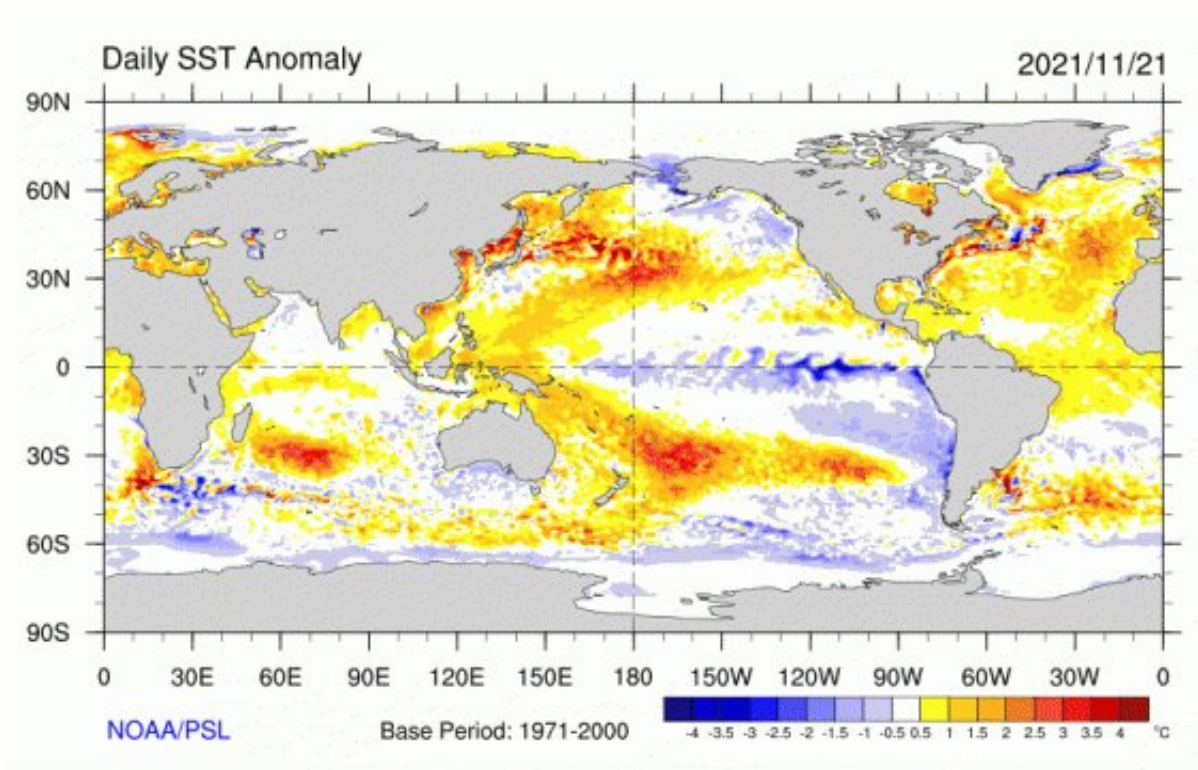 Daily SST Anomaly 2021/11/21
90N
60N
30N
0
30S
60S
90S
0 30E 60E 90E 120E 150E 180 150W 120W 90W 60W 30W 0
NOAA/PSL Base Period: 1971-2000
-4 -3.5 -3 -2.5 -2 -1.5 -1 -0.5 0.5 1 1.5 2 2.5 3 3.5 4 °C